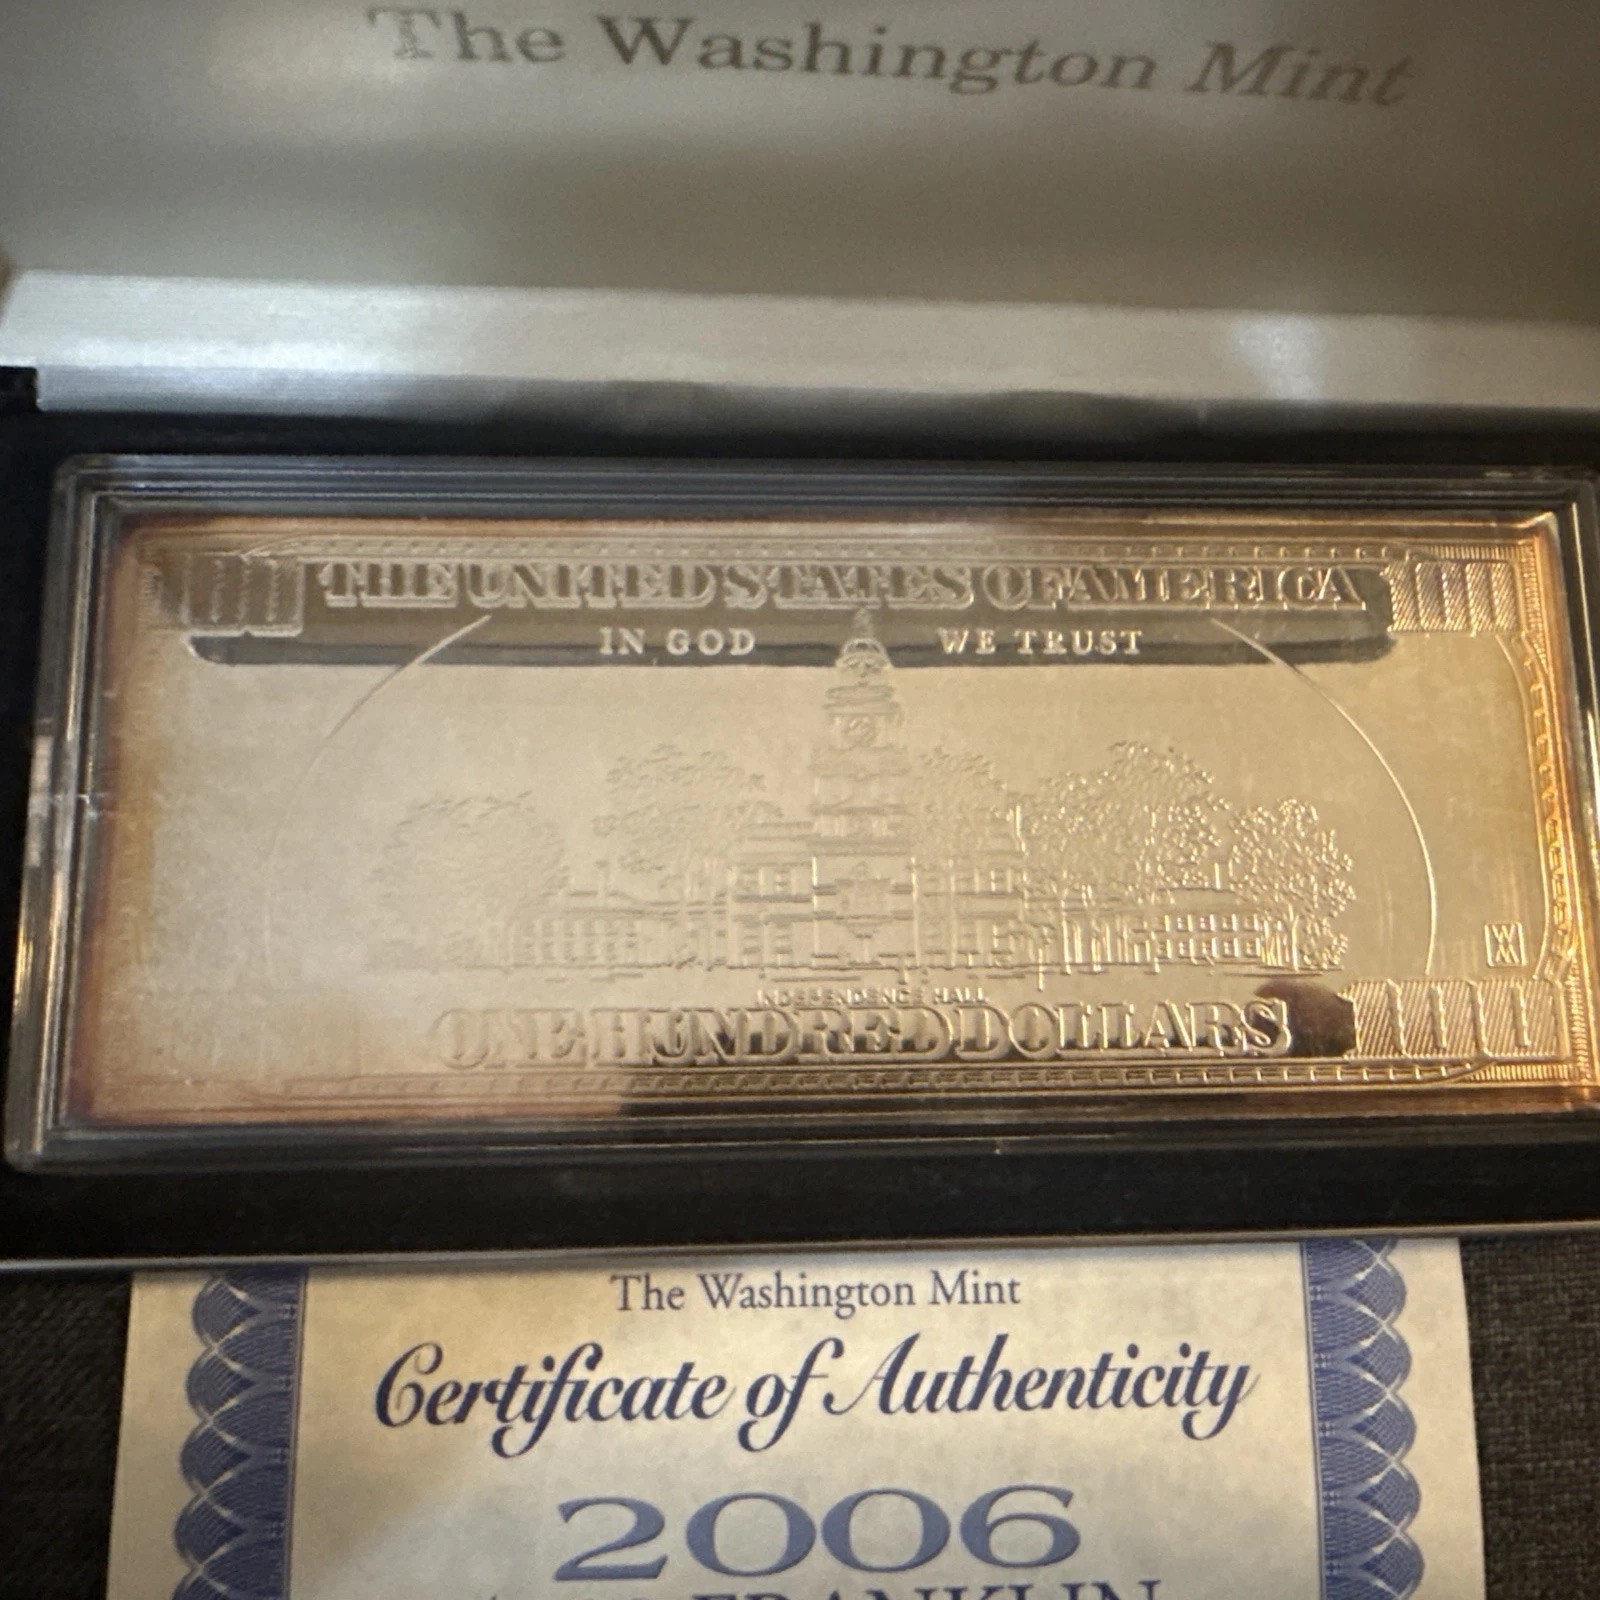 The Washington Mint
THE UNITED STATES OF AMERICA
IN GOD WE TRUST
INDEPENDENCE HALL
ONE HUNDRED DOLLARS
The Washington Mint
Certificate of Authenticity
2006
FRANKLIN